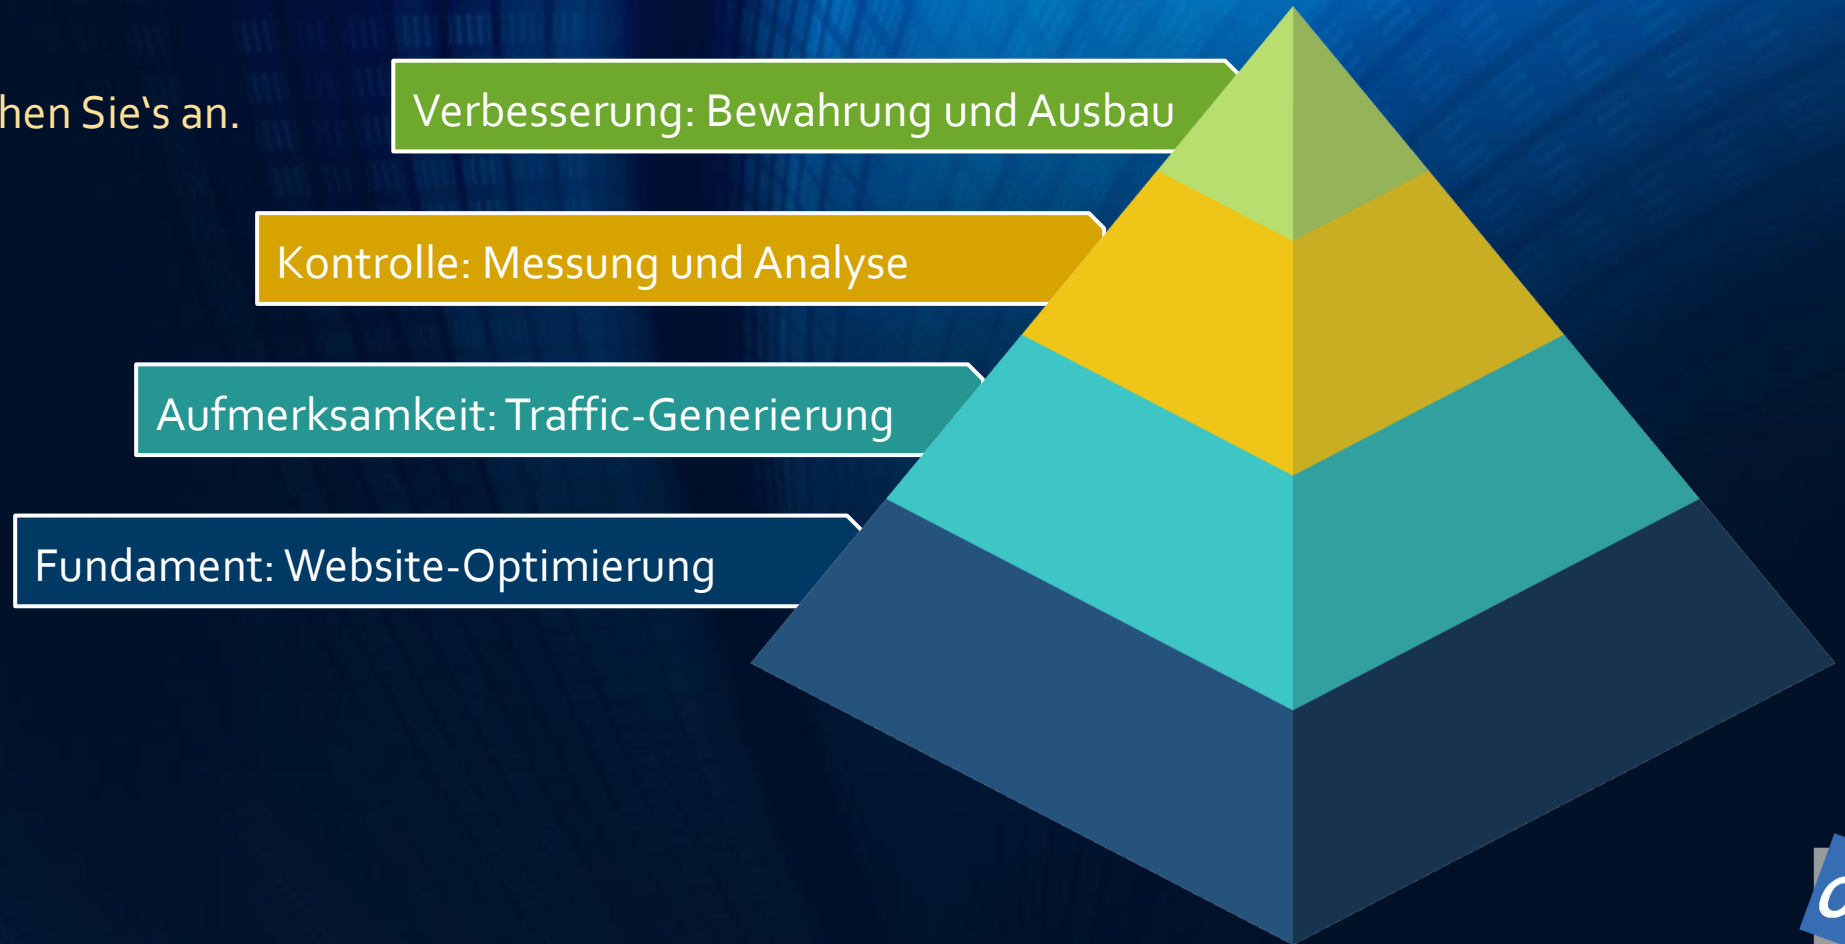 hen Sie‘s an.
Verbesserung: Bewahrung und Ausbau
Kontrolle: Messung und Analyse
Aufmerksamkeit: Traffic-Generierung
Fundament: Website-Optimierung